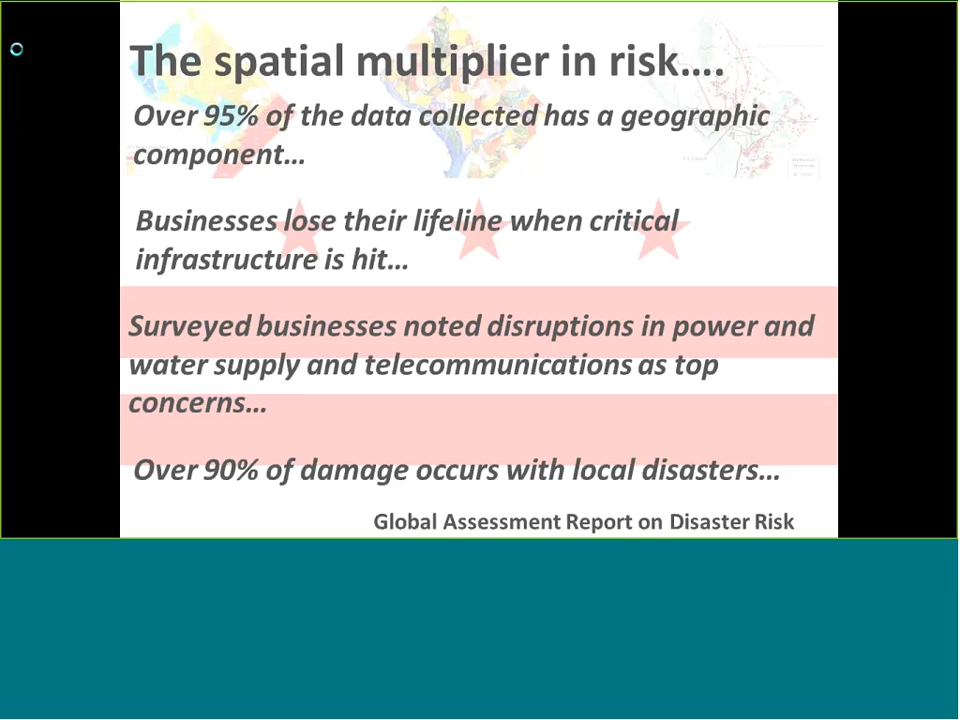 The spatial multiplier in risk….
Over 95% of the data collected has a geographic
component…
Businesses lose their lifeline when critical
infrastructure is hit…
Surveyed businesses noted disruptions in power and
water supply and telecommunications as top
concerns…
Over 90% of damage occurs with local disasters…
Global Assessment Report on Disaster Risk